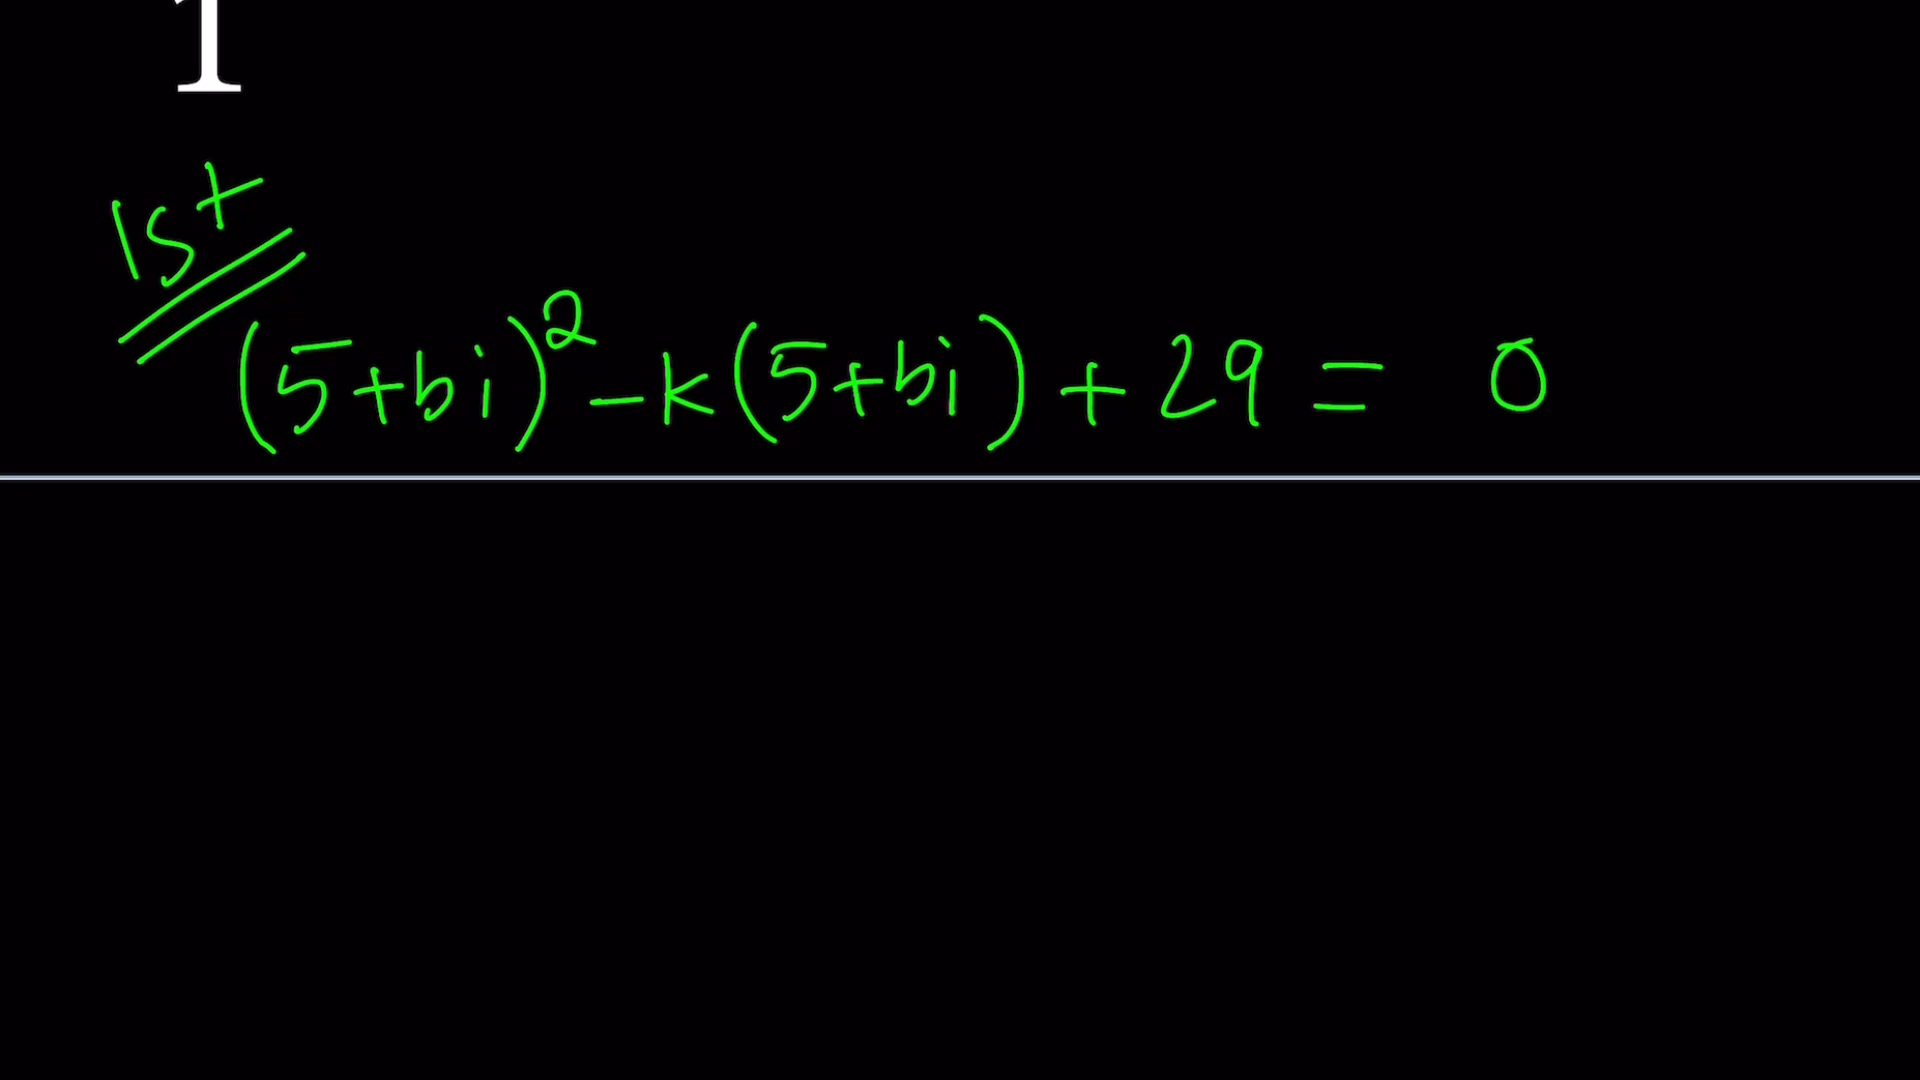 1
1st
(5+bi)² - k(5+bi) + 29 = 0